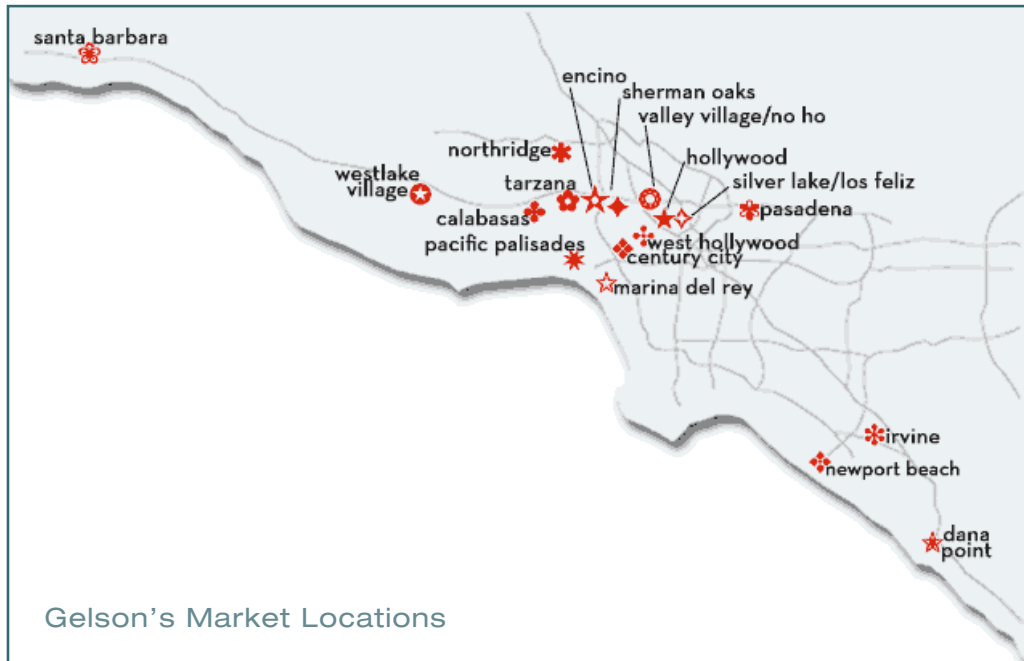 santa barbara
encino
sherman oaks
valley village/no ho
northridge
hollywood
westlake
village
tarzana
silver lake/los feliz
calabasas
pasadena
pacific palisades
west hollywood
century city
marina del rey
irvine
newport beach
dana
point
Gelson's Market Locations